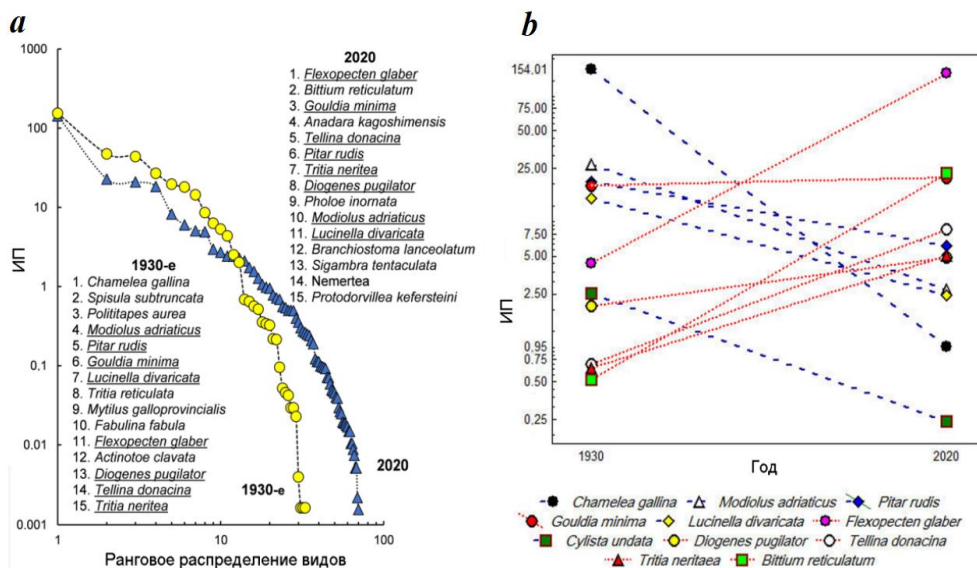 a
ИП
1000
100
10
1
0.1
0.01
0.001
1
10
100
Ранговое распределение видов
2020
1. Flexopecten glaber
2. Bittium reticulatum
3. Gouldia minima
4. Anadara kagoshimensis
5. Tellina donacina
6. Pitar rudis
7. Tritia neritea
8. Diogenes pugilator
9. Pholoe inornata
10. Modiolus adriaticus
11. Lucinella divaricata
12. Branchiostoma lanceolatum
13. Sigambra tentaculata
14. Nemertea
15. Protodorvillea kefersteini
1930-е
1. Chamelea gallina
2. Spisula subtruncata
3. Polititapes aurea
4. Modiolus adriaticus
5. Pitar rudis
6. Gouldia minima
7. Lucinella divaricata
8. Tritia reticulata
9. Mytilus galloprovincialis
10. Fabulina fabula
11. Flexopecten glaber
12. Actinotoe clavata
13. Diogenes pugilator
14. Tellina donacina
15. Tritia neritea
1930-е
2020
b
ИП
154,01
75,00
50,00
25,00
7,50
5,00
2,50
0,95
0,75
0,50
0,25
1930
2020
Год
Chamelea gallina Modiolus adriaticus Pitar rudis
Gouldia minima Lucinella divaricata Flexopecten glaber
Cylista undata Diogenes pugilator Tellina donacina
Tritia neritaea Bittium reticulatum